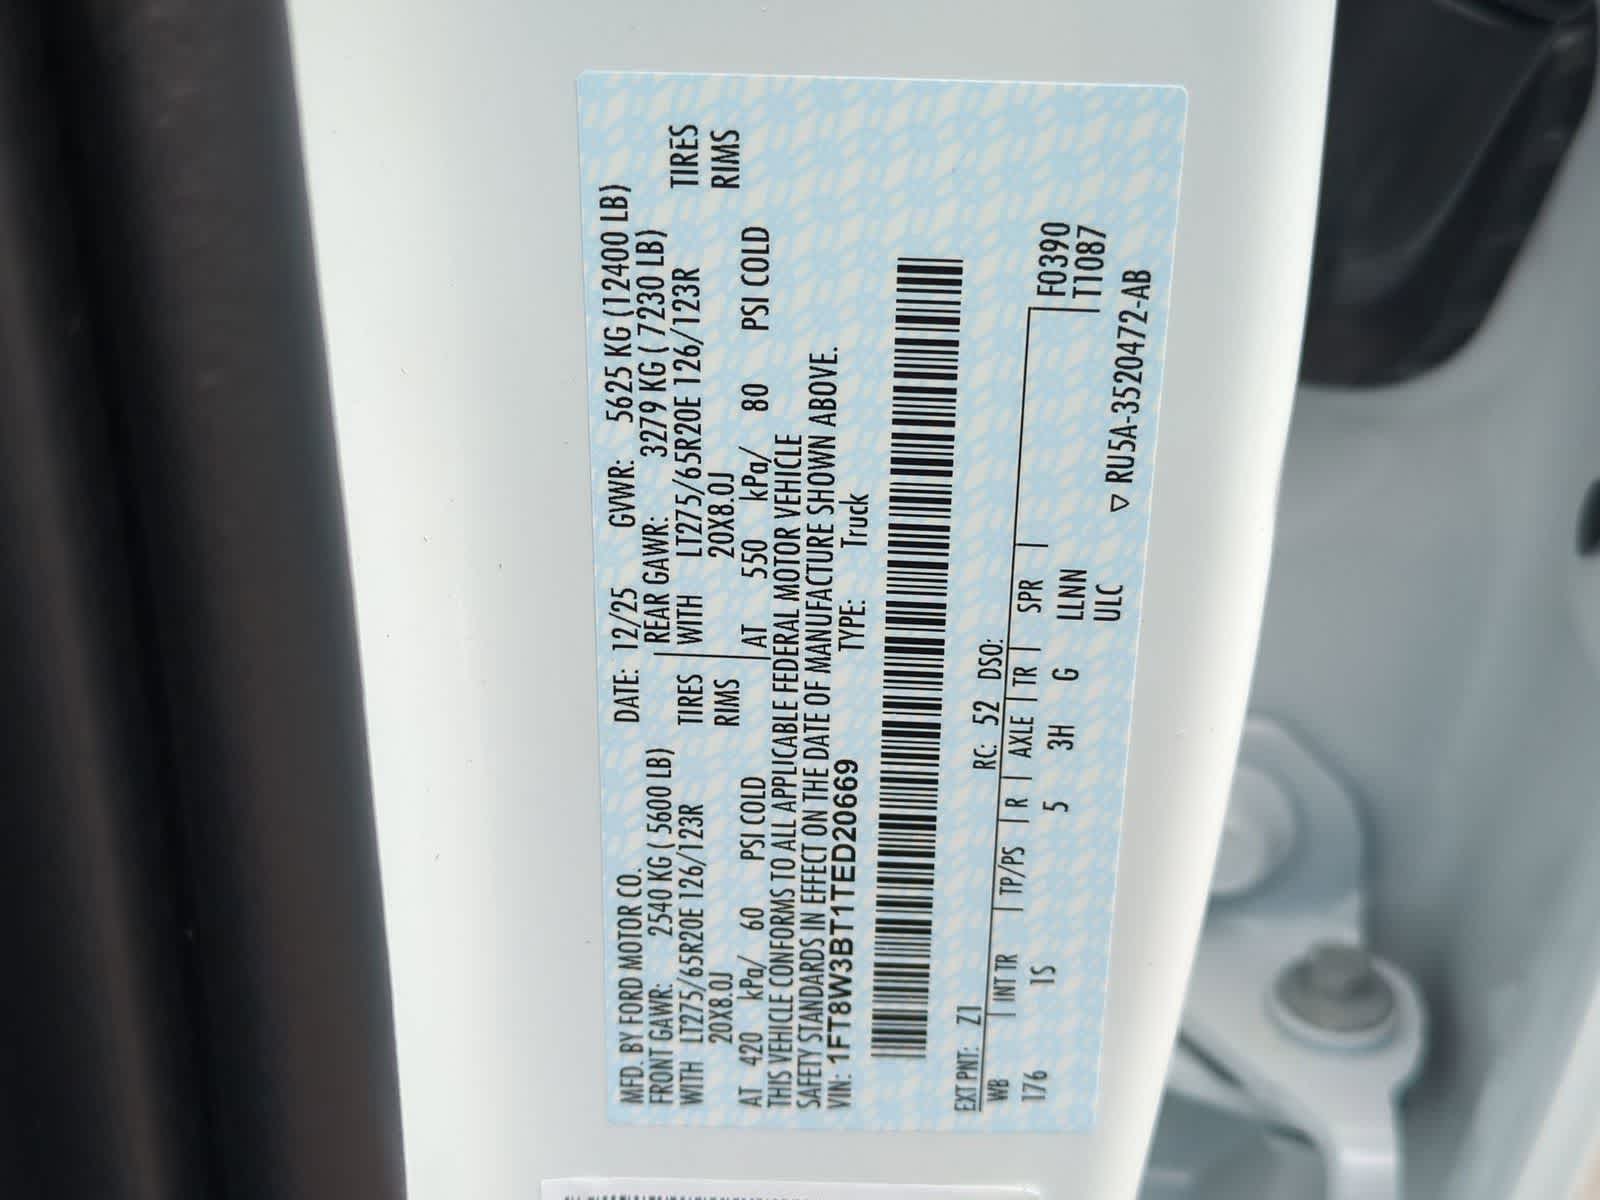 MFD. BY FORD MOTOR CO. DATE: 12/25 GVWR: 5625 KG (12400 LB)
FRONT GAWR: 2540 KG ( 5600 LB) REAR GAWR: 3279 KG ( 7230 LB)
WITH LT275/65R20E 126/123R TIRES WITH LT275/65R20E 126/123R TIRES
20X8.0J RIMS 20X8.0J RIMS
AT 420 kPa/ 60 PSI COLD AT 550 kPa/ 80 PSI COLD
THIS VEHICLE CONFORMS TO ALL APPLICABLE FEDERAL MOTOR VEHICLE
SAFETY STANDARDS IN EFFECT ON THE DATE OF MANUFACTURE SHOWN ABOVE.
VIN: 1FT8W3BT1TED20669 TYPE: Truck
EXT PNT: Z1 RC: 52 DSO:
WB INT TR TP/PS R AXLE TR SPR F0390
176 1S 5 3H G LLNN T1087
ULC
RU5A-3520472-AB